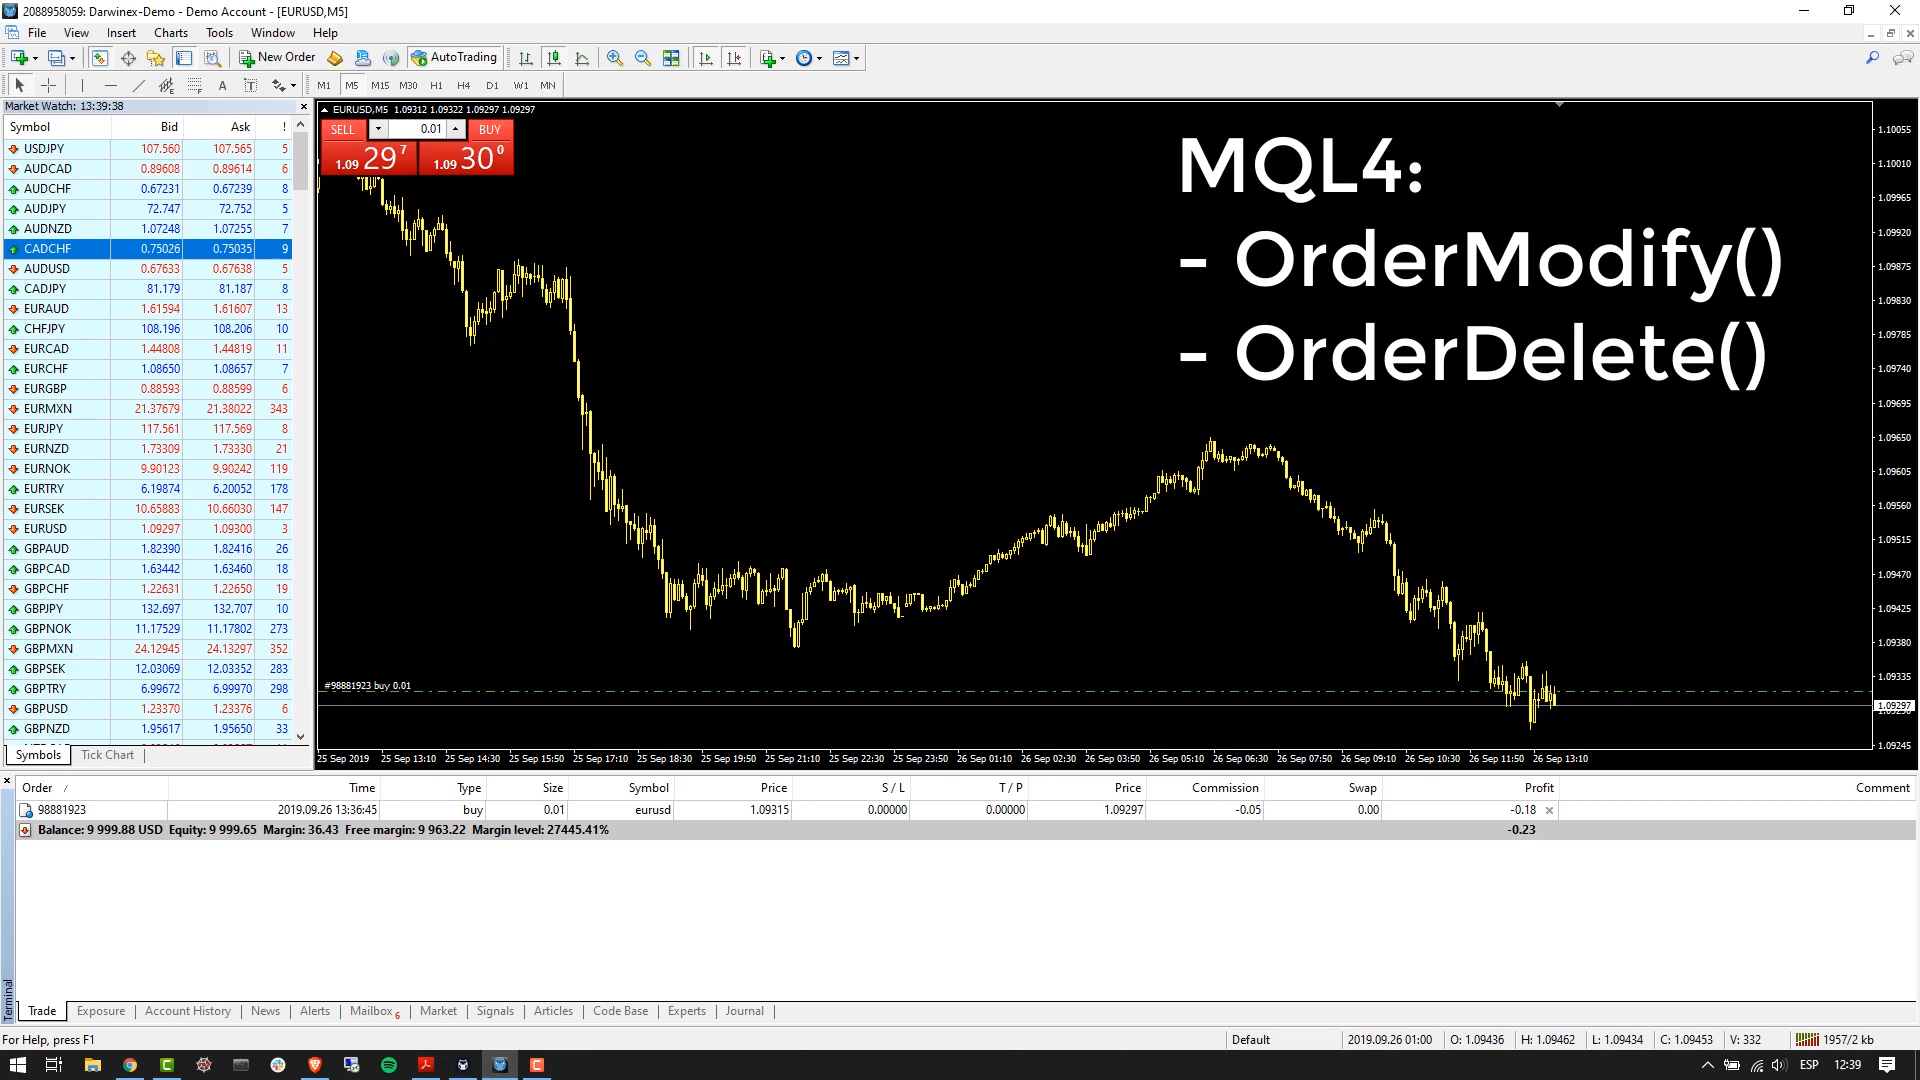 2088958059: Darwinex-Demo - Demo Account - [EURUSD,M5]
File View Insert Charts Tools Window Help
New Order AutoTrading
M1 M5 M15 M30 H1 H4 D1 W1 MN
Market Watch: 13:39:38
Symbol Bid Ask !
USDJPY 107.560 107.565 5
AUDCAD 0.89608 0.89614 6
AUDCHF 0.67231 0.67239 8
AUDJPY 72.747 72.752 5
AUDNZD 1.07248 1.07255 7
CADCHF 0.75026 0.75035 9
AUDUSD 0.67633 0.67638 5
CADJPY 81.179 81.187 8
EURAUD 1.61594 1.61607 13
CHFJPY 108.196 108.206 10
EURCAD 1.44808 1.44819 11
EURCHF 1.08650 1.08657 7
EURGBP 0.88593 0.88599 6
EURMXN 21.37679 21.38022 343
EURJPY 117.561 117.569 8
EURNZD 1.73309 1.73330 21
EURNOK 9.90123 9.90242 119
EURTRY 6.19874 6.20052 178
EURSEK 10.65883 10.66030 147
EURUSD 1.09297 1.09300 3
GBPAUD 1.82390 1.82416 26
GBPCAD 1.63442 1.63460 18
GBPCHF 1.22631 1.22650 19
GBPJPY 132.697 132.707 10
GBPNOK 11.17529 11.17802 273
GBPMXN 24.12945 24.13297 352
GBPSEK 12.03069 12.03352 283
GBPTRY 6.99672 6.99970 298
GBPUSD 1.23370 1.23376 6
GBPNZD 1.95617 1.95650 33
Symbols Tick Chart
EURUSD,M5 1.09312 1.09322 1.09297 1.09297
SELL 0.01 BUY
1.09 29 7 1.09 30 0
MQL4:
- OrderModify()
- OrderDelete()
1.10055
1.10010
1.09965
1.09920
1.09875
1.09830
1.09785
1.09740
1.09695
1.09650
1.09605
1.09560
1.09515
1.09470
1.09425
1.09380
1.09335
1.09297
1.09245
#98881923 buy 0.01
25 Sep 2019 25 Sep 13:10 25 Sep 14:30 25 Sep 15:50 25 Sep 17:10 25 Sep 18:30 25 Sep 19:50 25 Sep 21:10 25 Sep 22:30 25 Sep 23:50 26 Sep 01:10 26 Sep 02:30 26 Sep 03:50 26 Sep 05:10 26 Sep 06:30 26 Sep 07:50 26 Sep 09:10 26 Sep 10:30 26 Sep 11:50 26 Sep 13:10
Order / Time Type Size Symbol Price S / L T / P Price Commission Swap Profit Comment
98881923 2019.09.26 13:36:45 buy 0.01 eurusd 1.09315 0.00000 0.00000 1.09297 -0.05 0.00 -0.18
Balance: 9 999.88 USD Equity: 9 999.65 Margin: 36.43 Free margin: 9 963.22 Margin level: 27445.41% -0.23
Terminal
Trade Exposure Account History News Alerts Mailbox 6 Market Signals Articles Code Base Experts Journal
For Help, press F1 Default 2019.09.26 01:00 O: 1.09436 H: 1.09462 L: 1.09434 C: 1.09453 V: 332 1957/2 kb
ESP 12:39